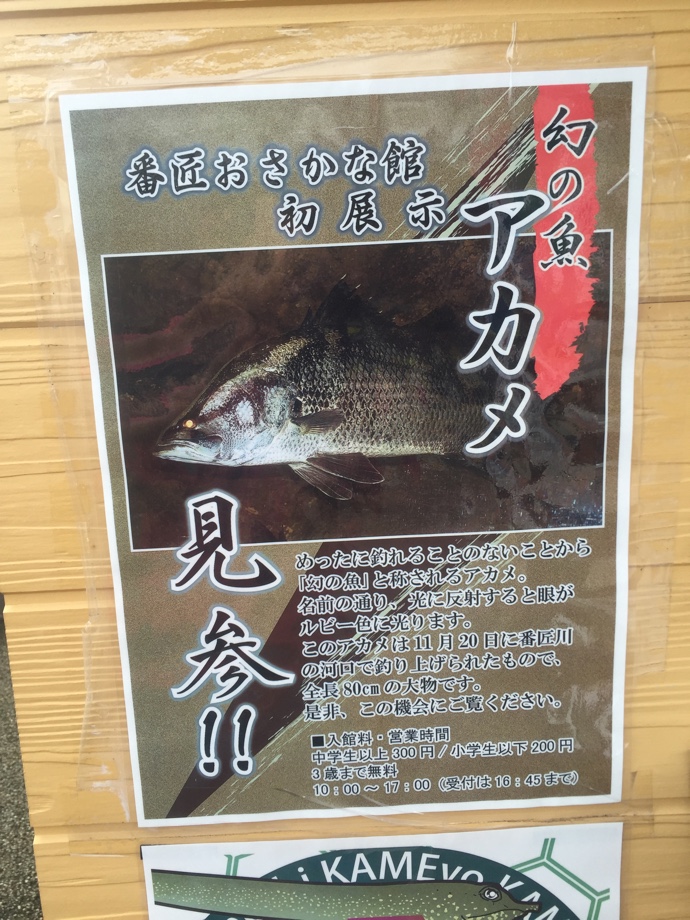 幻の魚
アカメ
番匠おさかな館
初展示
見参!!
めったに釣れることのないことから
「幻の魚」と称されるアカメ。
名前の通り、光に反射すると眼が
ルビー色に光ります。
このアカメは11月20日に番匠川
の河口で釣り上げられたもので、
全長80cmの大物です。
是非、この機会にご覧ください。
■入館料・営業時間
中学生以上300円/小学生以下200円
3歳まで無料
10:00～17:00（受付は16:45まで）
KAMEyo